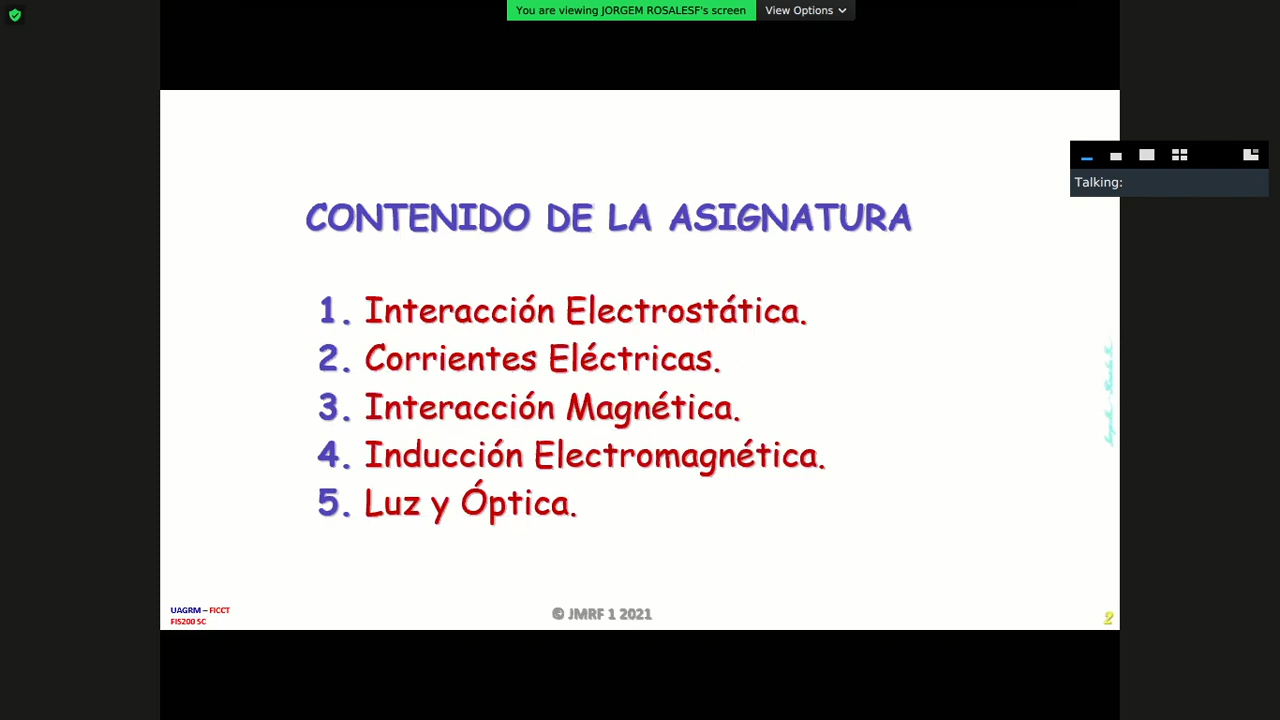 You are viewing JORGEM ROSALESF's screen View Options
Talking:
CONTENIDO DE LA ASIGNATURA
1. Interacción Electrostática.
2. Corrientes Eléctricas.
3. Interacción Magnética.
4. Inducción Electromagnética.
5. Luz y Óptica.
UAGRM – FICCT
FIS200 SC
© JMRF 1 2021
2